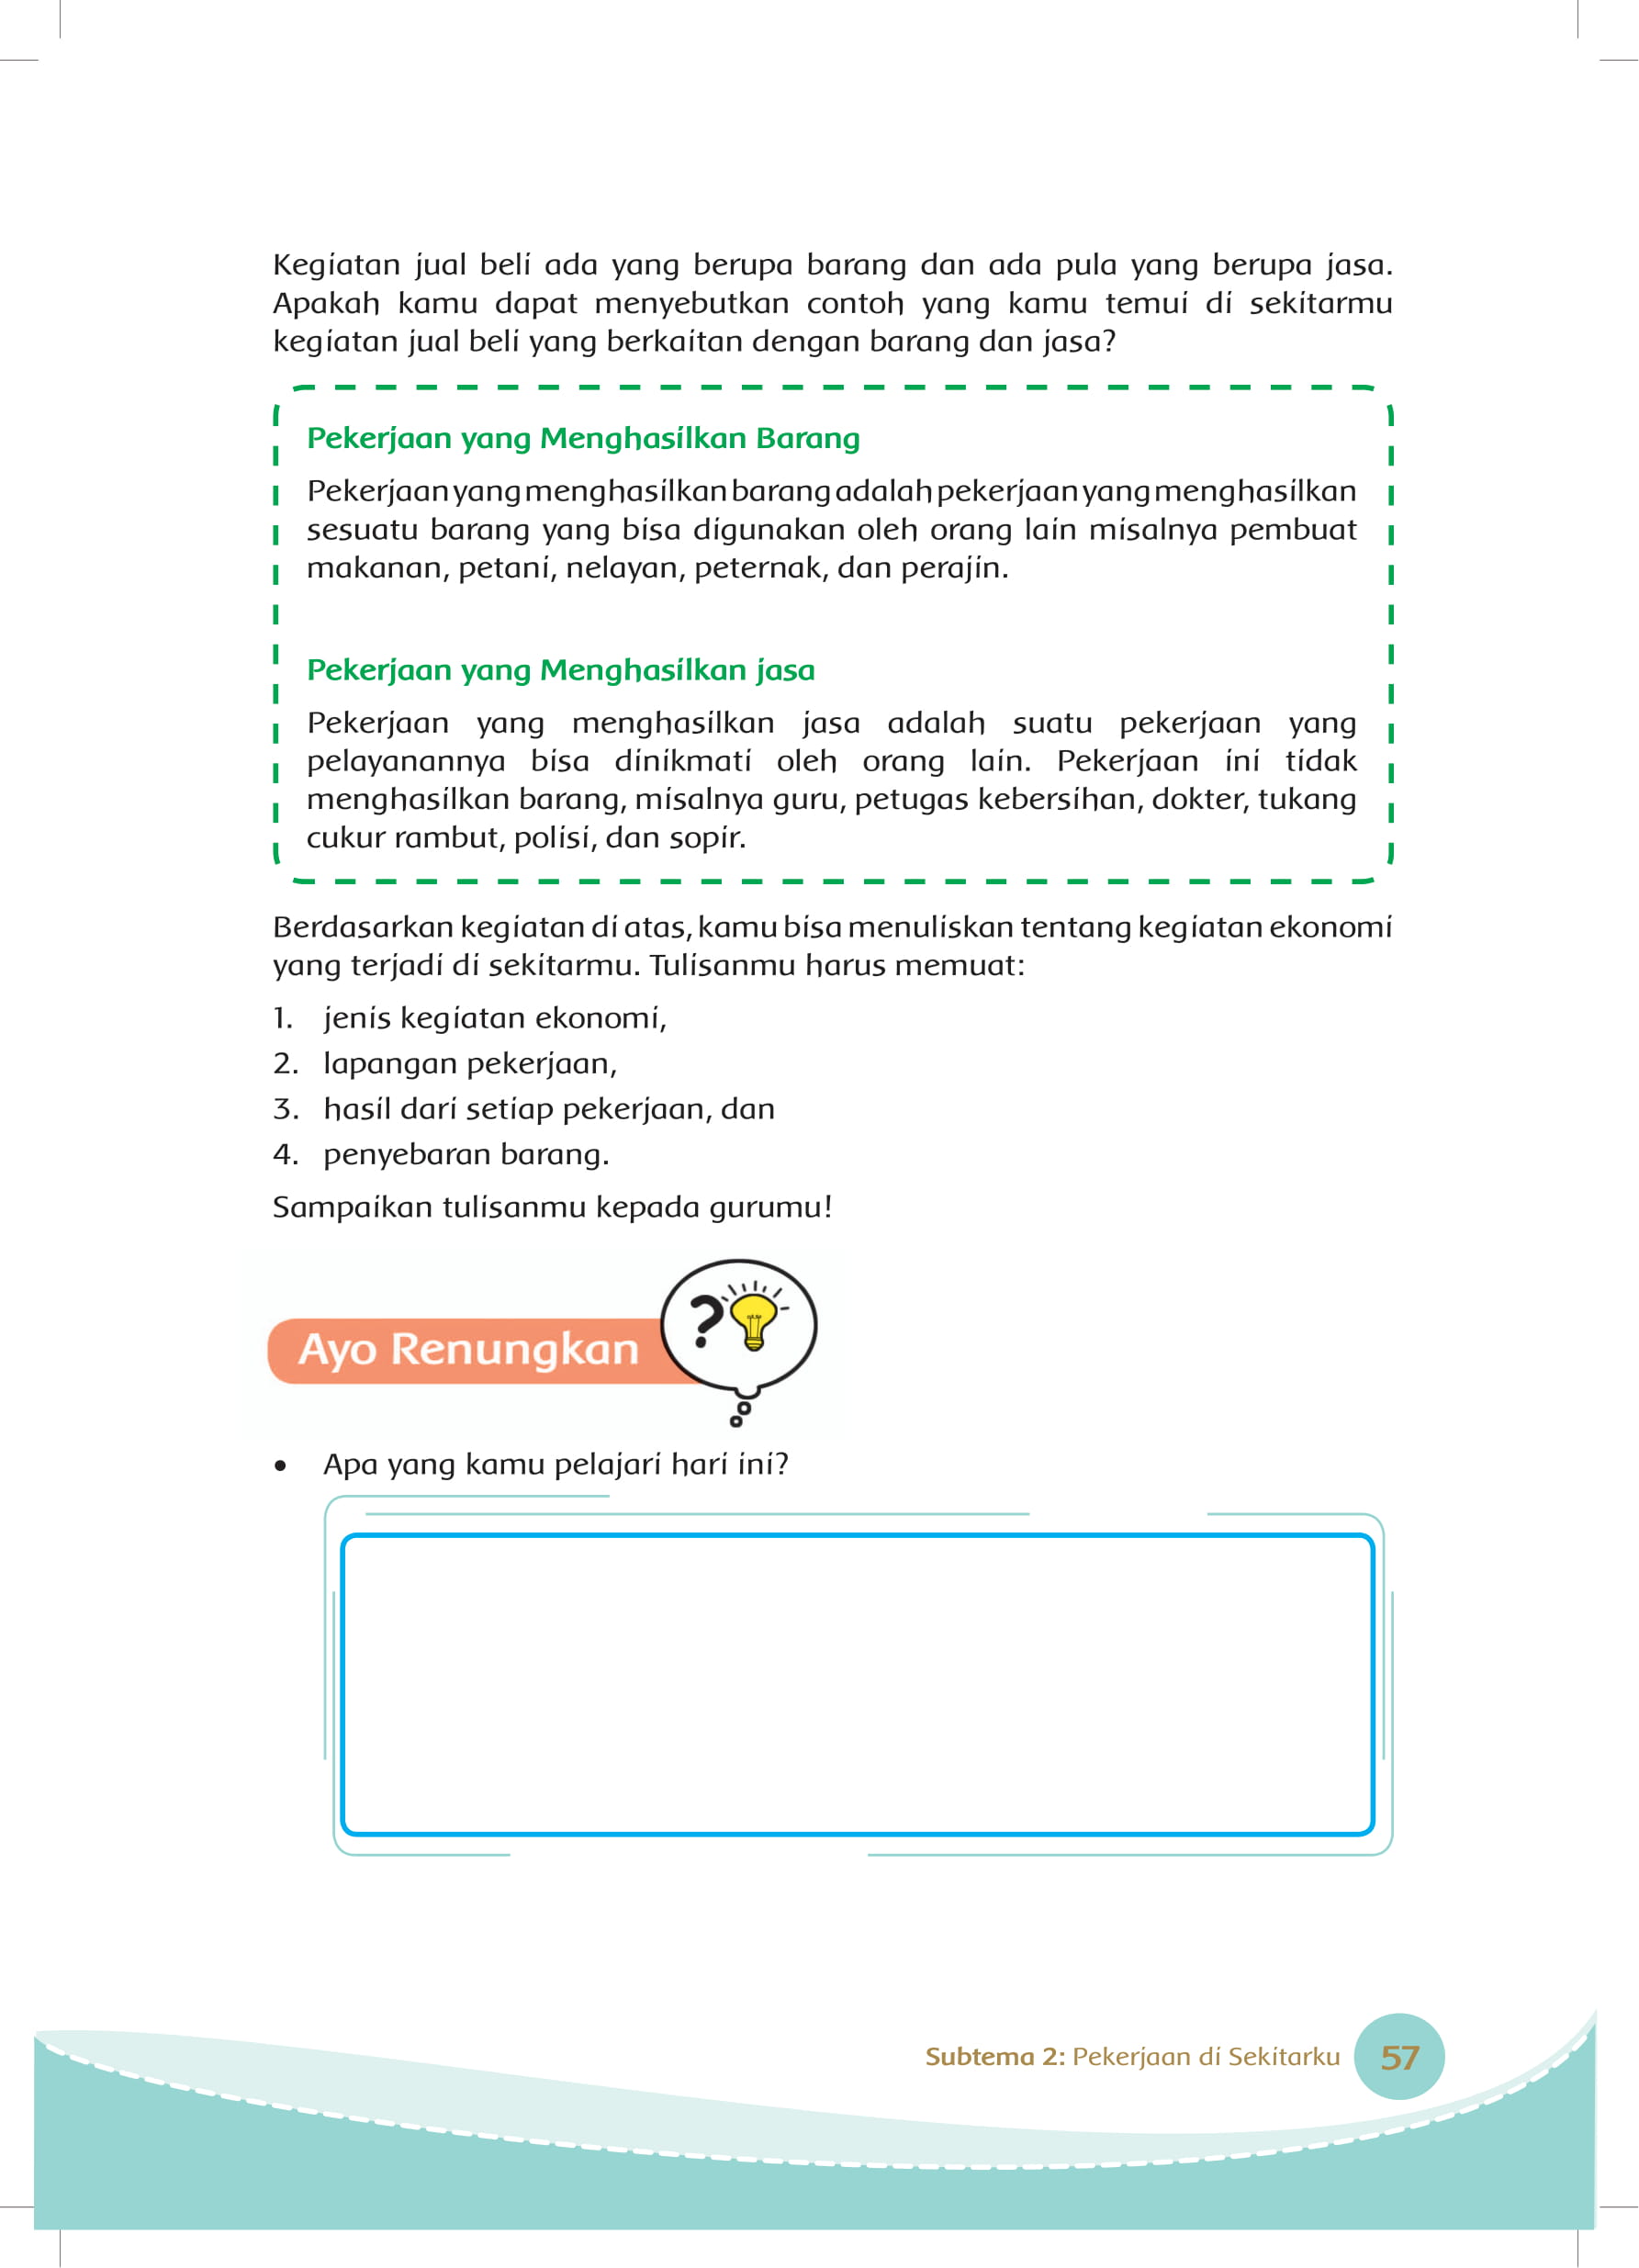 Kegiatan jual beli ada yang berupa barang dan ada pula yang berupa jasa.
Apakah kamu dapat menyebutkan contoh yang kamu temui di sekitarmu
kegiatan jual beli yang berkaitan dengan barang dan jasa?
Pekerjaan yang Menghasilkan Barang
Pekerjaan yang menghasilkan barang adalah pekerjaan yang menghasilkan
sesuatu barang yang bisa digunakan oleh orang lain misalnya pembuat
makanan, petani, nelayan, peternak, dan perajin.
Pekerjaan yang Menghasilkan jasa
Pekerjaan yang menghasilkan jasa adalah suatu pekerjaan yang
pelayanannya bisa dinikmati oleh orang lain. Pekerjaan ini tidak
menghasilkan barang, misalnya guru, petugas kebersihan, dokter, tukang
cukur rambut, polisi, dan sopir.
Berdasarkan kegiatan di atas, kamu bisa menuliskan tentang kegiatan ekonomi
yang terjadi di sekitarmu. Tulisanmu harus memuat:
1. jenis kegiatan ekonomi,
2. lapangan pekerjaan,
3. hasil dari setiap pekerjaan, dan
4. penyebaran barang.
Sampaikan tulisanmu kepada gurumu!
?
Ayo Renungkan
• Apa yang kamu pelajari hari ini?
Subtema 2: Pekerjaan di Sekitarku 57